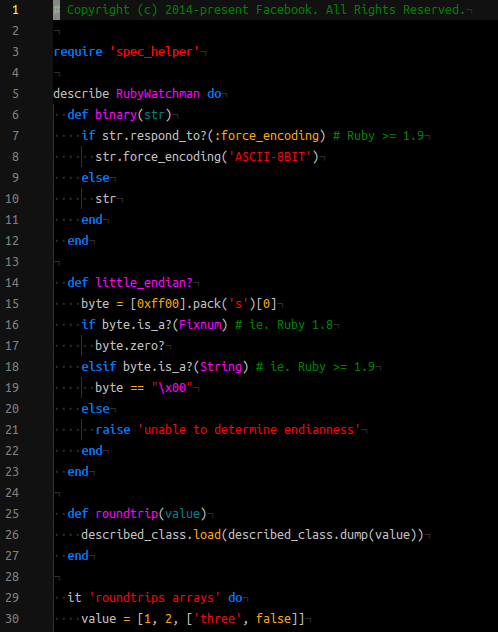 1 # Copyright (c) 2014-present Facebook. All Rights Reserved.
2
3 require 'spec_helper'
4
5 describe RubyWatchman do
6   def binary(str)
7     if str.respond_to?(:force_encoding) # Ruby >= 1.9
8       str.force_encoding('ASCII-8BIT')
9     else
10       str
11     end
12   end
13
14   def little_endian?
15     byte = [0xff00].pack('s')[0]
16     if byte.is_a?(Fixnum) # ie. Ruby 1.8
17       byte.zero?
18     elsif byte.is_a?(String) # ie. Ruby >= 1.9
19       byte == "\x00"
20     else
21       raise 'unable to determine endianness'
22     end
23   end
24
25   def roundtrip(value)
26     described_class.load(described_class.dump(value))
27   end
28
29   it 'roundtrips arrays' do
30     value = [1, 2, ['three', false]]